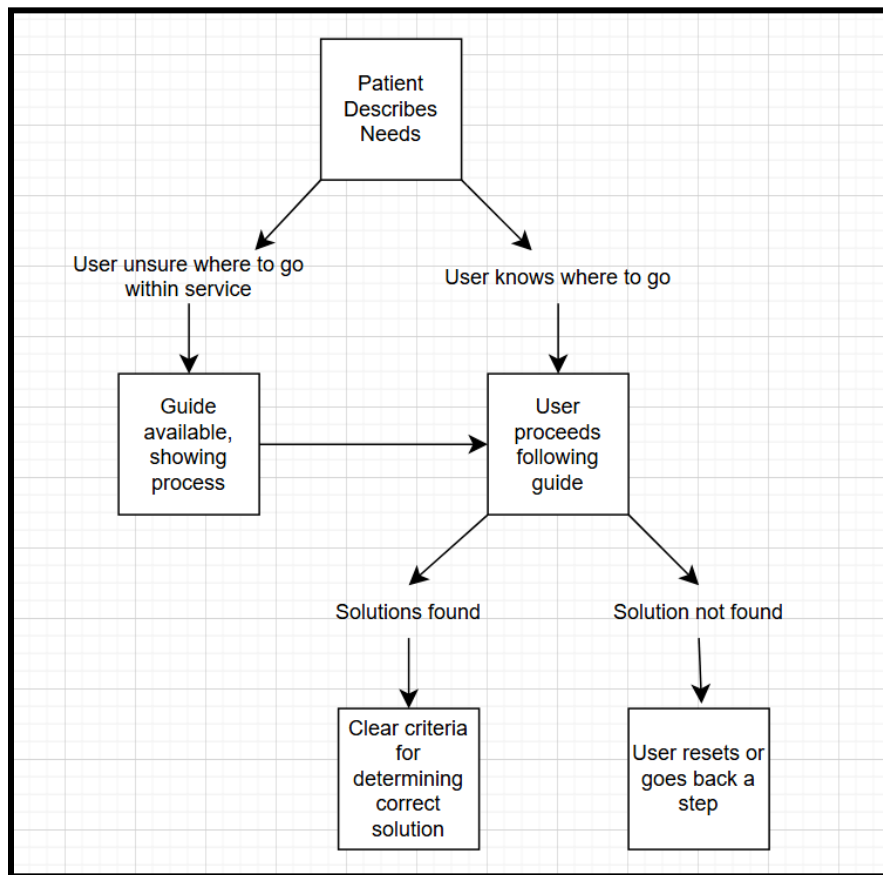 Patient
Describes
Needs
User unsure where to go
within service
User knows where to go
Guide
available,
showing
process
User
proceeds
following
guide
Solutions found
Solution not found
Clear criteria
for
determining
correct
solution
User resets or
goes back a
step